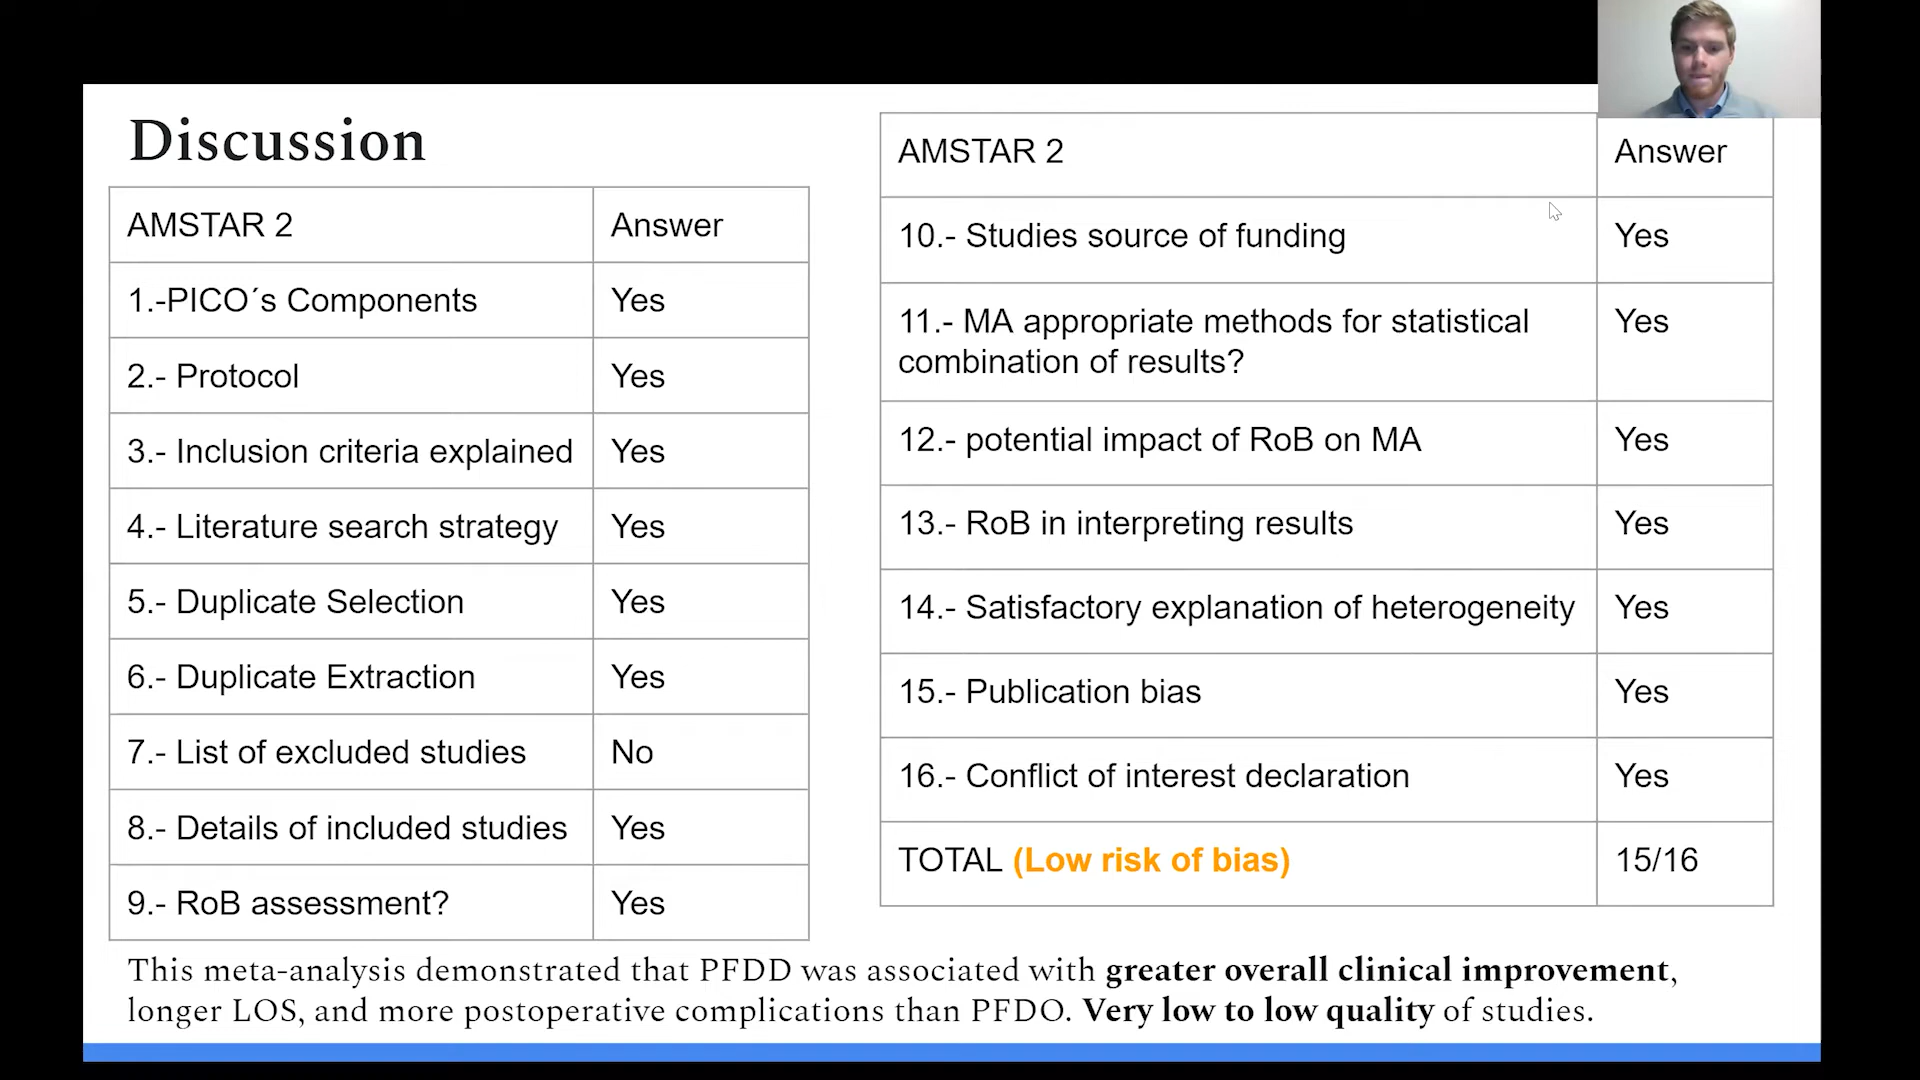 Discussion
AMSTAR 2 Answer
1.-PICO´s Components Yes
2.- Protocol Yes
3.- Inclusion criteria explained Yes
4.- Literature search strategy Yes
5.- Duplicate Selection Yes
6.- Duplicate Extraction Yes
7.- List of excluded studies No
8.- Details of included studies Yes
9.- RoB assessment? Yes
AMSTAR 2 Answer
10.- Studies source of funding Yes
11.- MA appropriate methods for statistical Yes
combination of results?
12.- potential impact of RoB on MA Yes
13.- RoB in interpreting results Yes
14.- Satisfactory explanation of heterogeneity Yes
15.- Publication bias Yes
16.- Conflict of interest declaration Yes
TOTAL (Low risk of bias) 15/16
This meta-analysis demonstrated that PFDD was associated with greater overall clinical improvement,
longer LOS, and more postoperative complications than PFDO. Very low to low quality of studies.